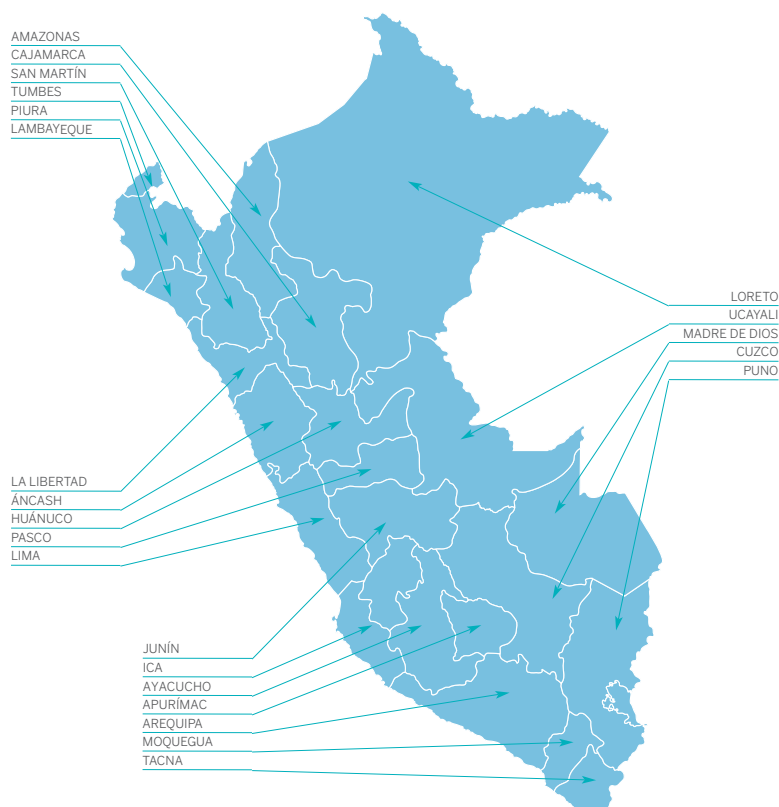 AMAZONAS
CAJAMARCA
SAN MARTÍN
TUMBES
PIURA
LAMBAYEQUE
LORETO
UCAYALI
MADRE DE DIOS
CUZCO
PUNO
LA LIBERTAD
ÁNCASH
HUÁNUCO
PASCO
LIMA
JUNÍN
ICA
AYACUCHO
APURÍMAC
AREQUIPA
MOQUEGUA
TACNA